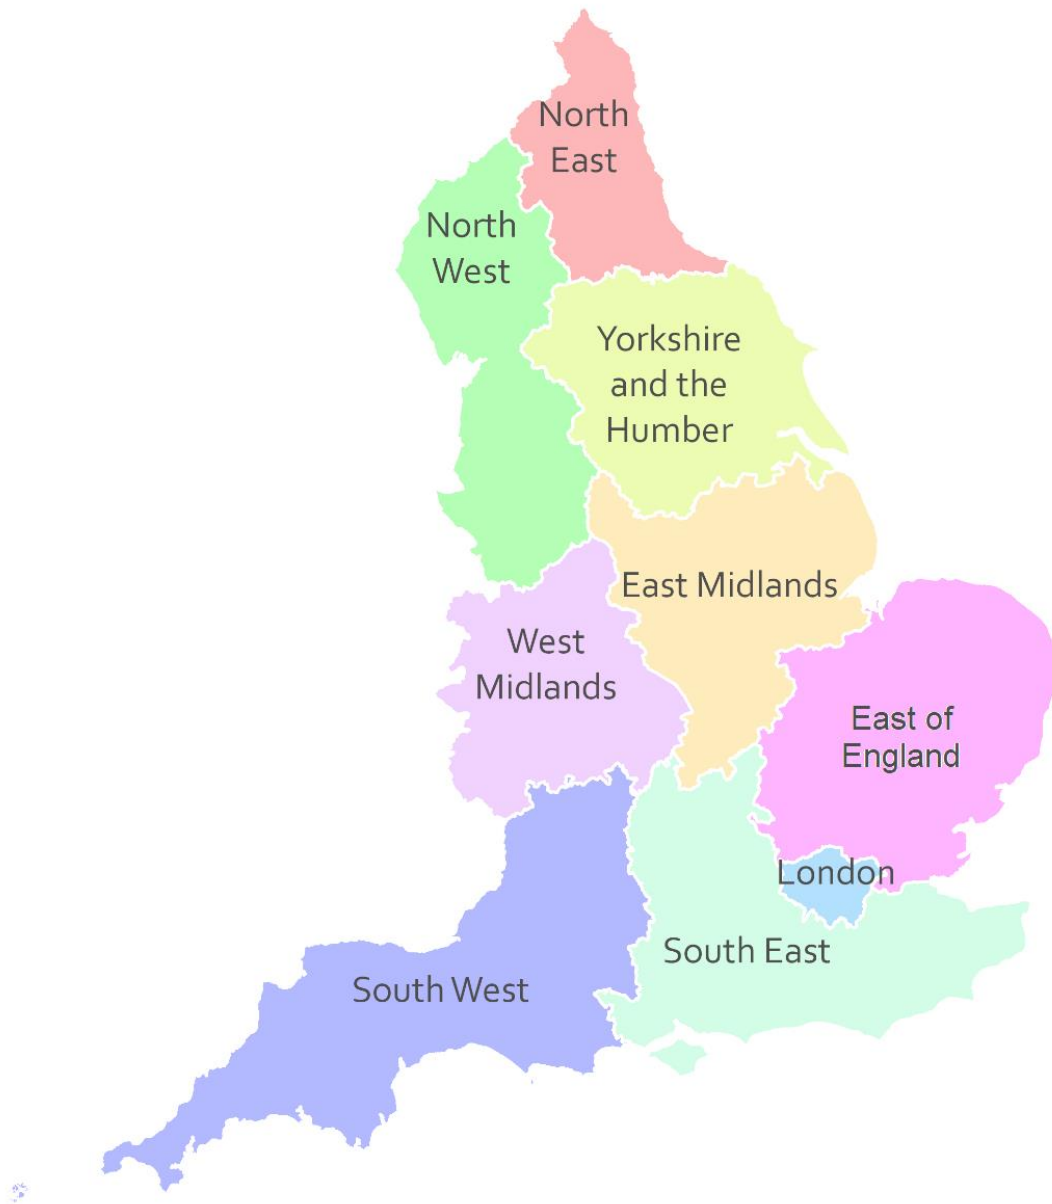 North
East
North
West
Yorkshire
and the
Humber
East Midlands
West
Midlands
East of
England
London
South East
South West